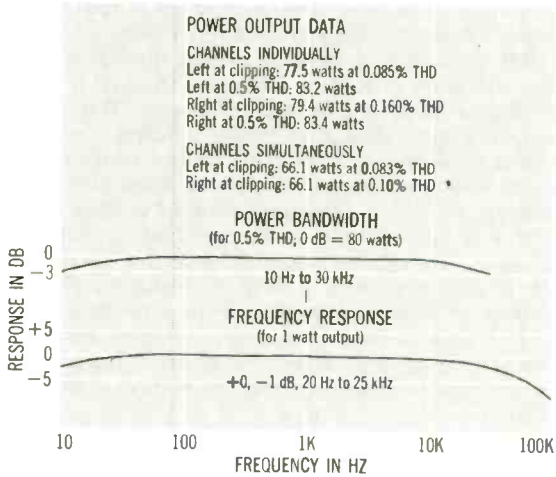 POWER OUTPUT DATA
CHANNELS INDIVIDUALLY
Left at clipping: 77.5 watts at 0.085% THD
Left at 0.5% THD: 83.2 watts
Right at clipping: 79.4 watts at 0.160% THD
Right at 0.5% THD: 83.4 watts
CHANNELS SIMULTANEOUSLY
Left at clipping: 66.1 watts at 0.083% THD
Right at clipping: 66.1 watts at 0.10% THD
POWER BANDWIDTH
(for 0.5% THD; 0 dB = 80 watts)
0
-3
10 Hz to 30 kHz
FREQUENCY RESPONSE
(for 1 watt output)
+5
0
-5
+0, -1 dB, 20 Hz to 25 kHz
RESPONSE IN DB
10 100 1K 10K 100K
FREQUENCY IN HZ